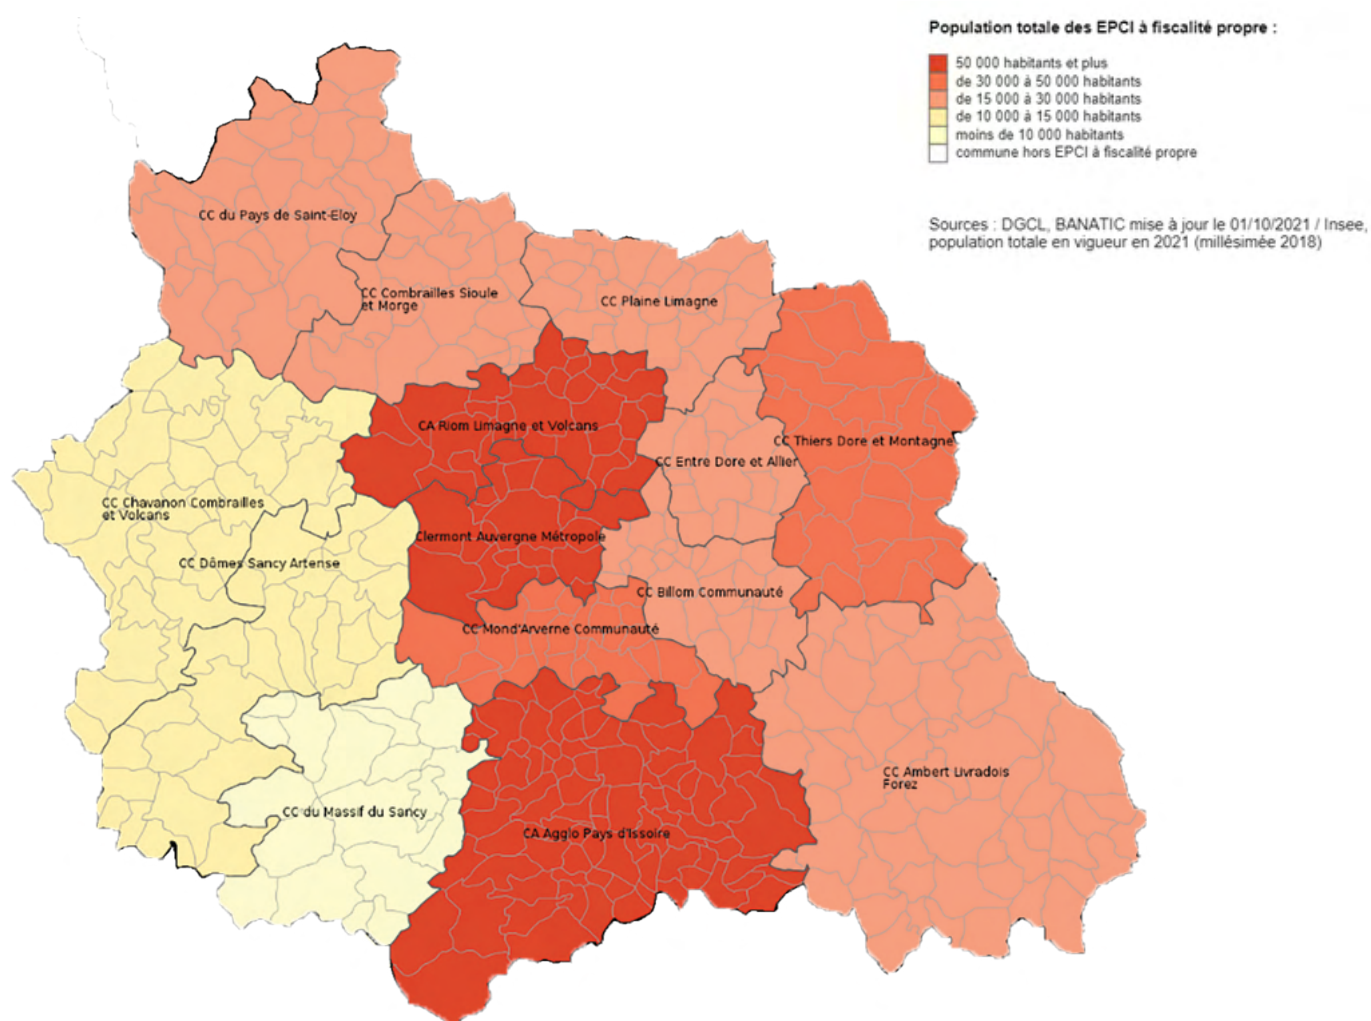 Population totale des EPCI à fiscalité propre :
50 000 habitants et plus
de 30 000 à 50 000 habitants
de 15 000 à 30 000 habitants
de 10 000 à 15 000 habitants
moins de 10 000 habitants
commune hors EPCI à fiscalité propre
Sources : DGCL, BANATIC mise à jour le 01/10/2021 / Insee,
population totale en vigueur en 2021 (millésimée 2018)
CC du Pays de Saint-Eloy
CC Combrailles Sioule
et Morge
CC Plaine Limagne
CA Riom Limagne et Volcans
CC Thiers Dore et Montagne
CC Entre Dore et Allier
CC Chavanon Combrailles
et Volcans
Clermont Auvergne Métropole
CC Dômes Sancy Artense
CC Billom Communauté
CC Mond'Arverne Communauté
CC Ambert Livradois
Forez
CC du Massif du Sancy
CA Agglo Pays d'Issoire